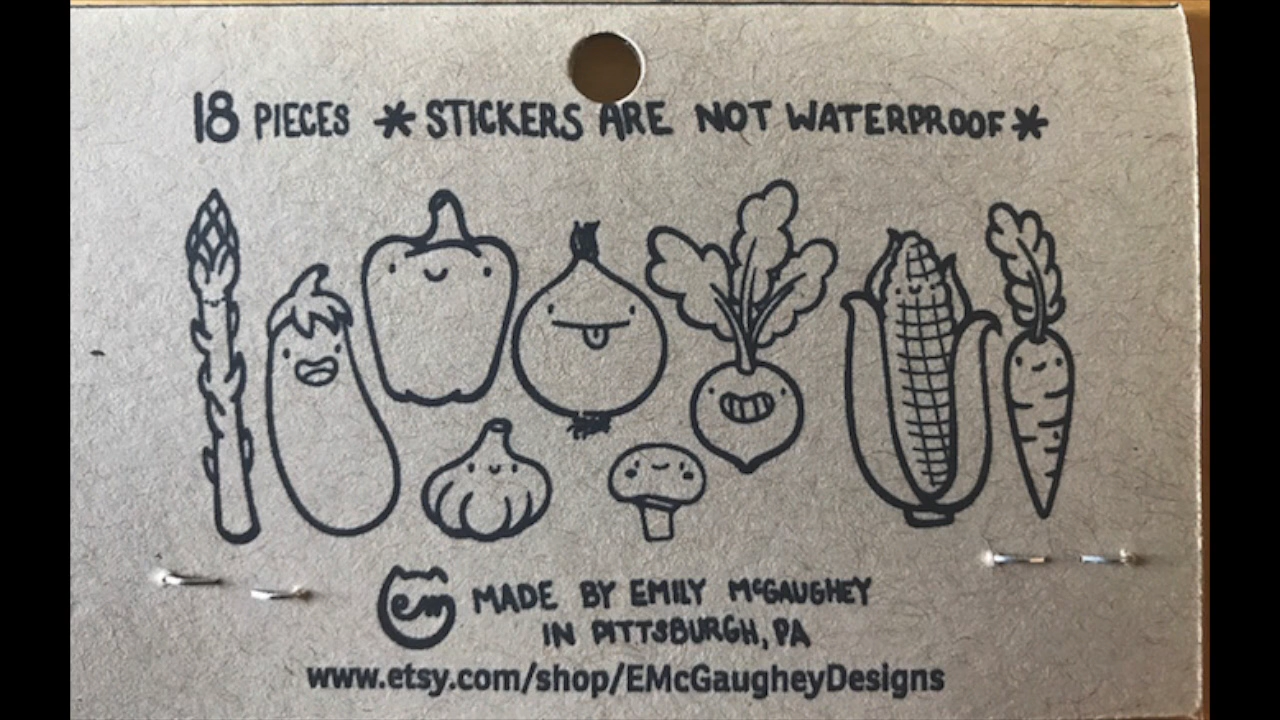 18 PIECES *STICKERS ARE NOT WATERPROOF*
em MADE BY EMILY McGAUGHEY
IN PITTSBURGH, PA
www.etsy.com/shop/EMcGaugheyDesigns